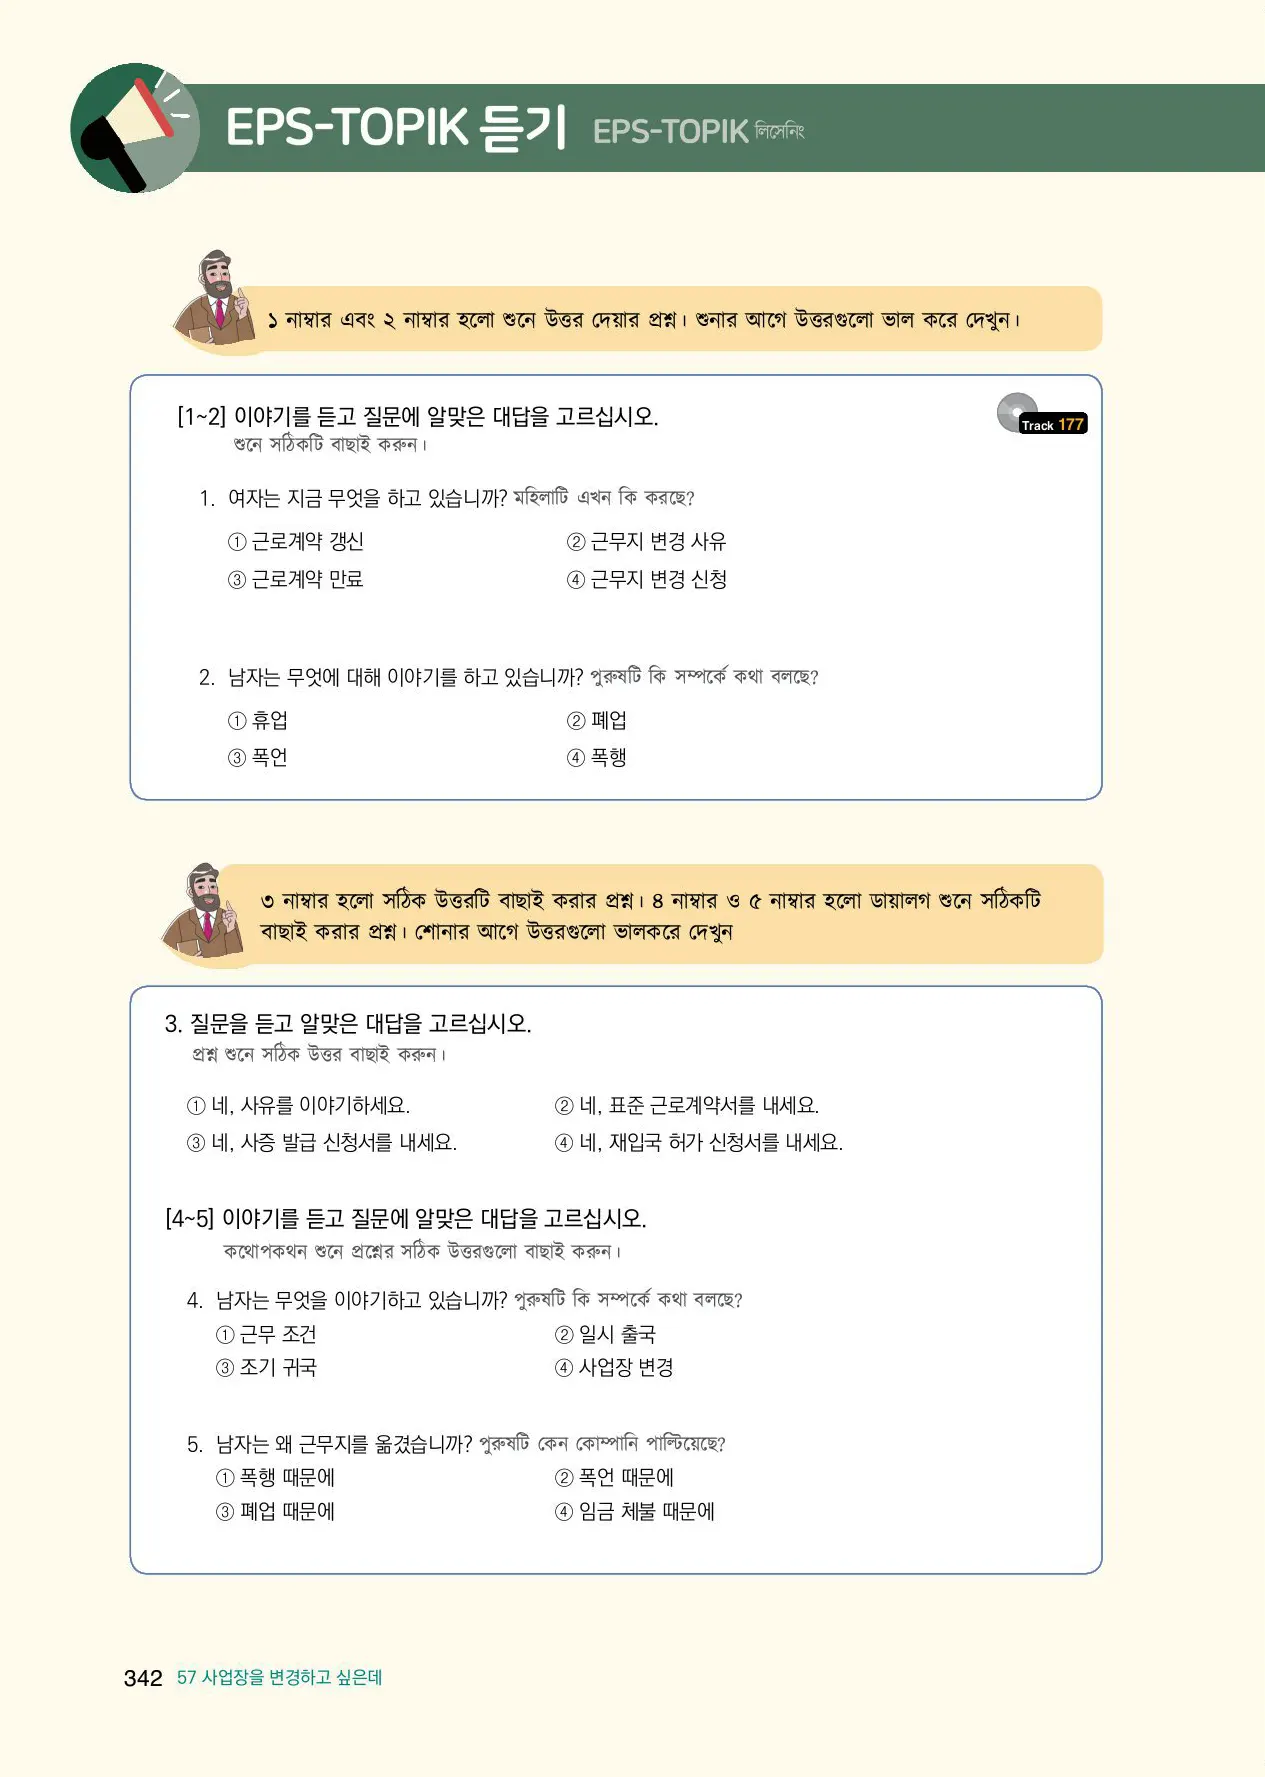 EPS-TOPIK 듣기 EPS-TOPIK লিসেনিং
১ নাম্বার এবং ২ নাম্বার হলো শুনে উত্তর দেয়ার প্রশ্ন। শুনার আগে উত্তরগুলো ভাল করে দেখুন।
[1~2] 이야기를 듣고 질문에 알맞은 대답을 고르십시오.
Track 177
শুনে সঠিকটি বাছাই করুন।
1. 여자는 지금 무엇을 하고 있습니까? মহিলাটি এখন কি করছে?
① 근로계약 갱신 ② 근무지 변경 사유
③ 근로계약 만료 ④ 근무지 변경 신청
2. 남자는 무엇에 대해 이야기를 하고 있습니까? পুরুষটি কি সম্পর্কে কথা বলছে?
① 휴업 ② 폐업
③ 폭언 ④ 폭행
৩ নাম্বার হলো সঠিক উত্তরটি বাছাই করার প্রশ্ন। ৪ নাম্বার ও ৫ নাম্বার হলো ডায়ালগ শুনে সঠিকটি
বাছাই করার প্রশ্ন। শোনার আগে উত্তরগুলো ভালকরে দেখুন
3. 질문을 듣고 알맞은 대답을 고르십시오.
প্রশ্ন শুনে সঠিক উত্তর বাছাই করুন।
① 네, 사유를 이야기하세요. ② 네, 표준 근로계약서를 내세요.
③ 네, 사증 발급 신청서를 내세요. ④ 네, 재입국 허가 신청서를 내세요.
[4~5] 이야기를 듣고 질문에 알맞은 대답을 고르십시오.
কথোপকথন শুনে প্রশ্নের সঠিক উত্তরগুলো বাছাই করুন।
4. 남자는 무엇을 이야기하고 있습니까? পুরুষটি কি সম্পর্কে কথা বলছে?
① 근무 조건 ② 일시 출국
③ 조기 귀국 ④ 사업장 변경
5. 남자는 왜 근무지를 옮겼습니까? পুরুষটি কেন কোম্পানি পাল্টিয়েছে?
① 폭행 때문에 ② 폭언 때문에
③ 폐업 때문에 ④ 임금 체불 때문에
342 57 사업장을 변경하고 싶은데